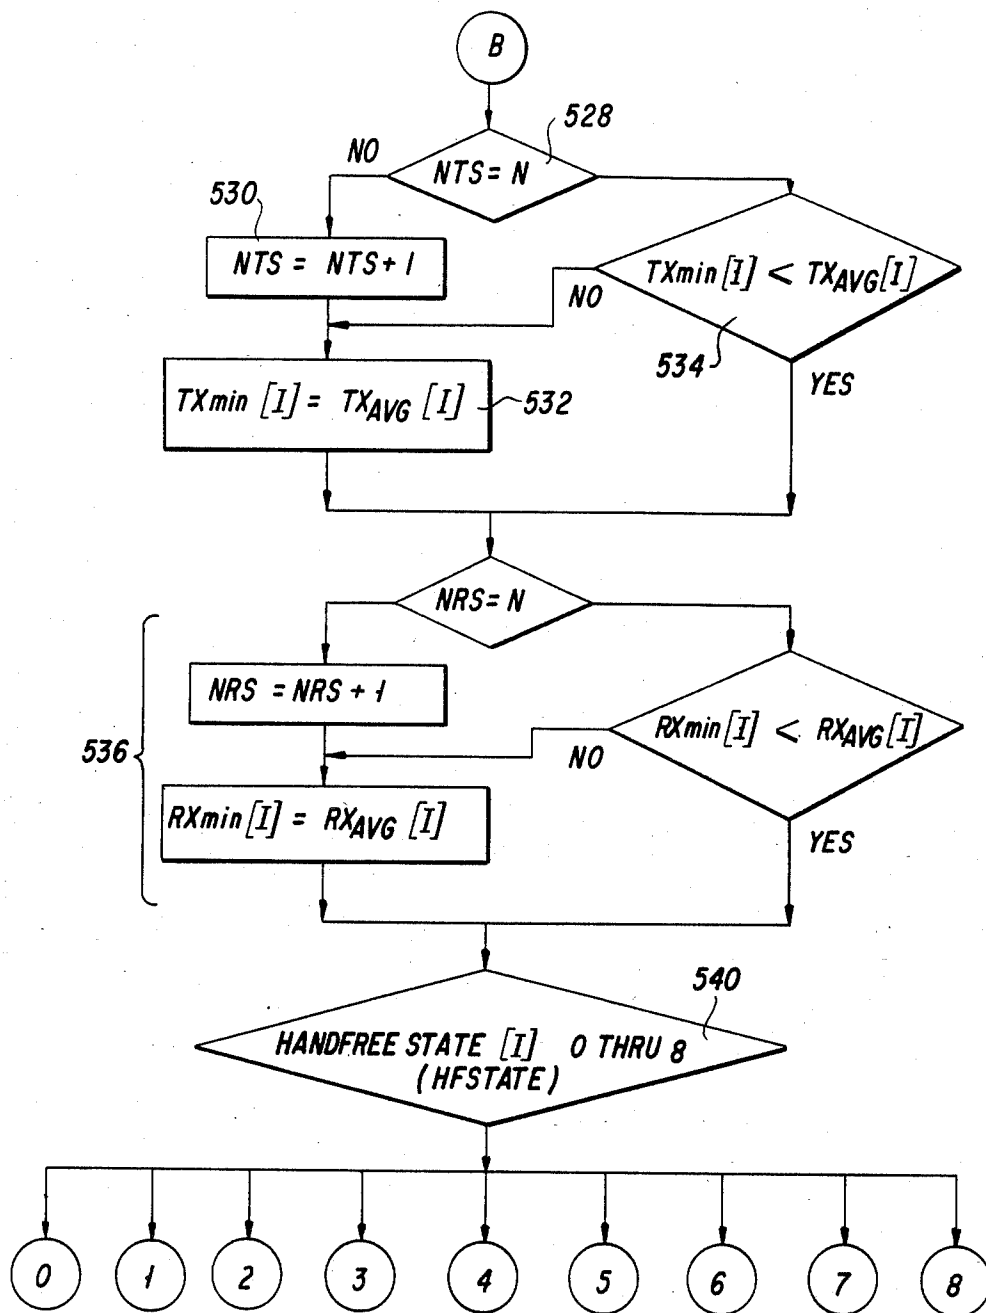 B
528
NO
NTS = N
530
NTS = NTS + 1
TXmin [I] < TXAVG [I]
NO
534
YES
TXmin [I] = TXAVG [I]
532
NRS = N
NRS = NRS + 1
RXmin [I] < RXAVG [I]
NO
536
RXmin [I] = RXAVG [I]
YES
540
HANDFREE STATE [I] 0 THRU 8
(HFSTATE)
0 1 2 3 4 5 6 7 8